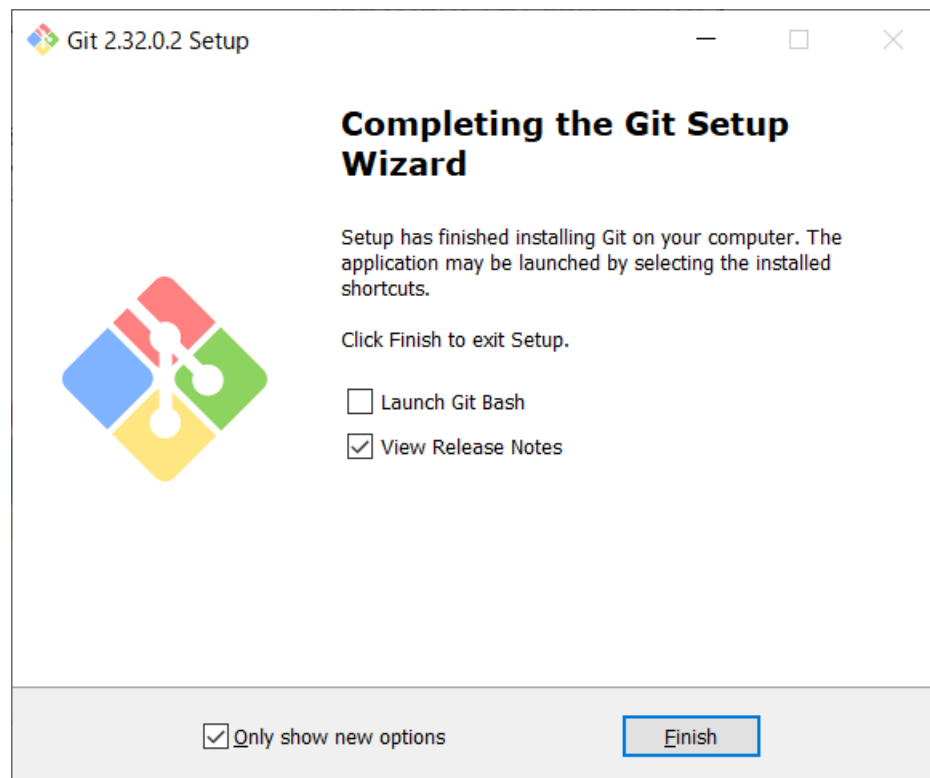 Git 2.32.0.2 Setup
Completing the Git Setup
Wizard
Setup has finished installing Git on your computer. The
application may be launched by selecting the installed
shortcuts.
Click Finish to exit Setup.
Launch Git Bash
View Release Notes
Only show new options
Finish